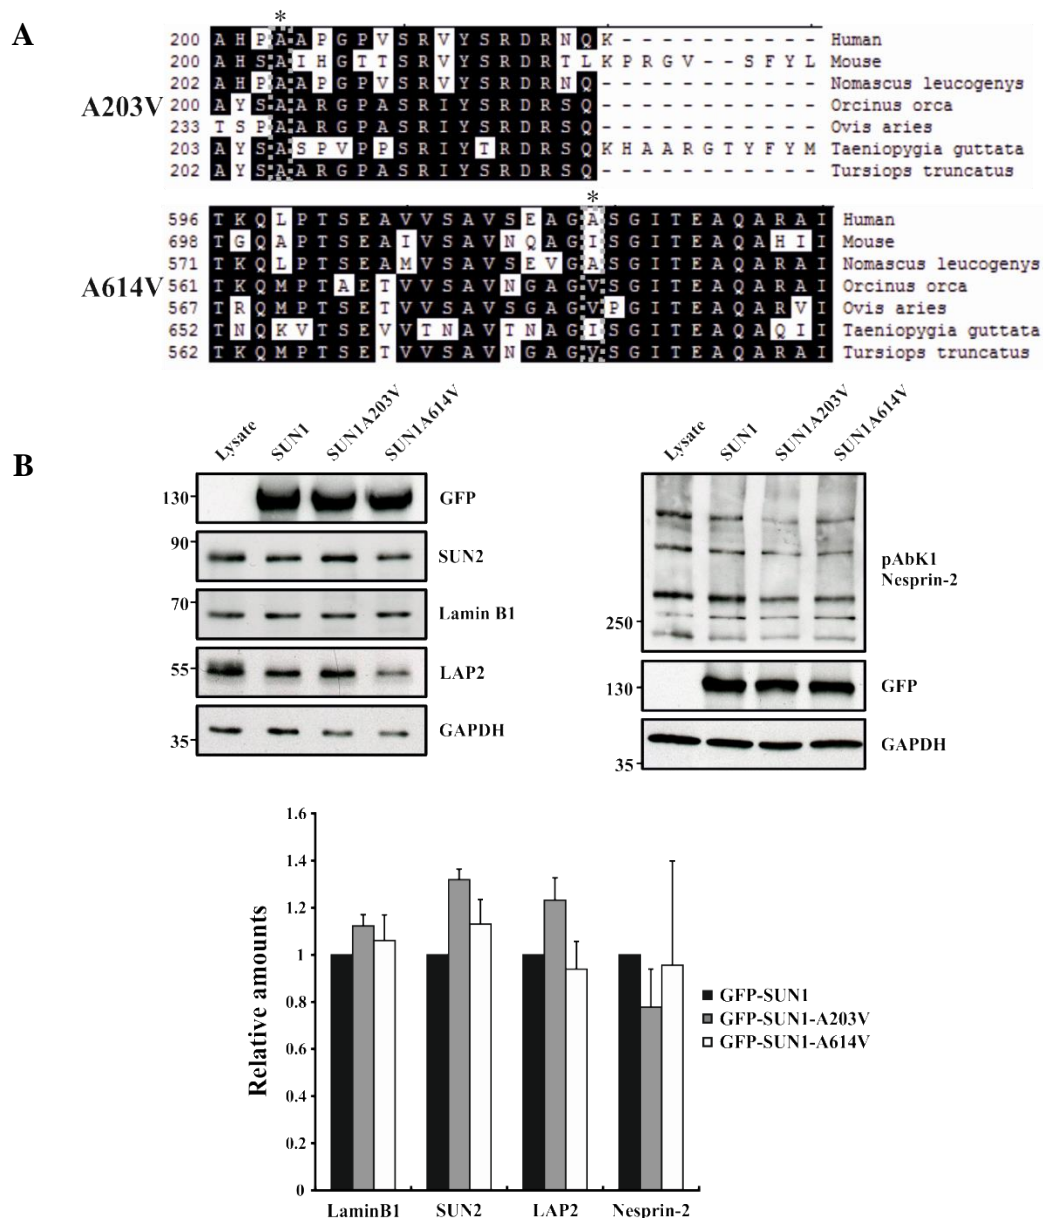 A
*
200 A H P A A P G P V S R V Y S R D R N Q K - - - - - - - - - - Human
200 A H S A I H G T T S R V Y S R D R T L K P R G V - - S F Y L Mouse
202 A H P A A P G P V S R V Y S R D R N Q - - - - - - - - - - - Nomascus leucogenys
200 A Y S A A R G P A S R I Y S R D R S Q - - - - - - - - - - - Orcinus orca
233 T S P A A R G P A S R I Y S R D R S Q - - - - - - - - - - - Ovis aries
203 A Y S A S P V P P S R I Y T R D R S Q K H A A R G T Y F Y M Taeniopygia guttata
202 A Y S A A R G P A S R I Y S R D R S Q - - - - - - - - - - - Tursiops truncatus
A203V
*
596 T K Q L P T S E A V V S A V S E A G A S G I T E A Q A R A I Human
698 T G Q A P T S E A I V S A V N Q A G I S G I T E A Q A H I I Mouse
571 T K Q L P T S E A M V S A V S E V G A S G I T E A Q A R A I Nomascus leucogenys
561 T K Q M P T A E T V V S A V N G A G V S G I T E A Q A R A I Orcinus orca
567 T R Q M P T S E T V V S A V S G A G V P G I T E A Q A R V I Ovis aries
652 T N Q K V T S E V V T N A V T N A G I S G I T E A Q A Q I I Taeniopygia guttata
562 T K Q M P T S E T V V S A V N G A G V S G I T E A Q A R A I Tursiops truncatus
A614V
B
Lysate SUN1 SUN1A203V SUN1A614V
130 GFP
90 SUN2
70 Lamin B1
55 LAP2
35 GAPDH
Lysate SUN1 SUN1A203V SUN1A614V
pAbK1
Nesprin-2
250
130 GFP
GAPDH
35
Relative amounts
1.6
1.4
1.2
1
0.8
0.6
0.4
0.2
0
LaminB1 SUN2 LAP2 Nesprin-2
GFP-SUN1
GFP-SUN1-A203V
GFP-SUN1-A614V